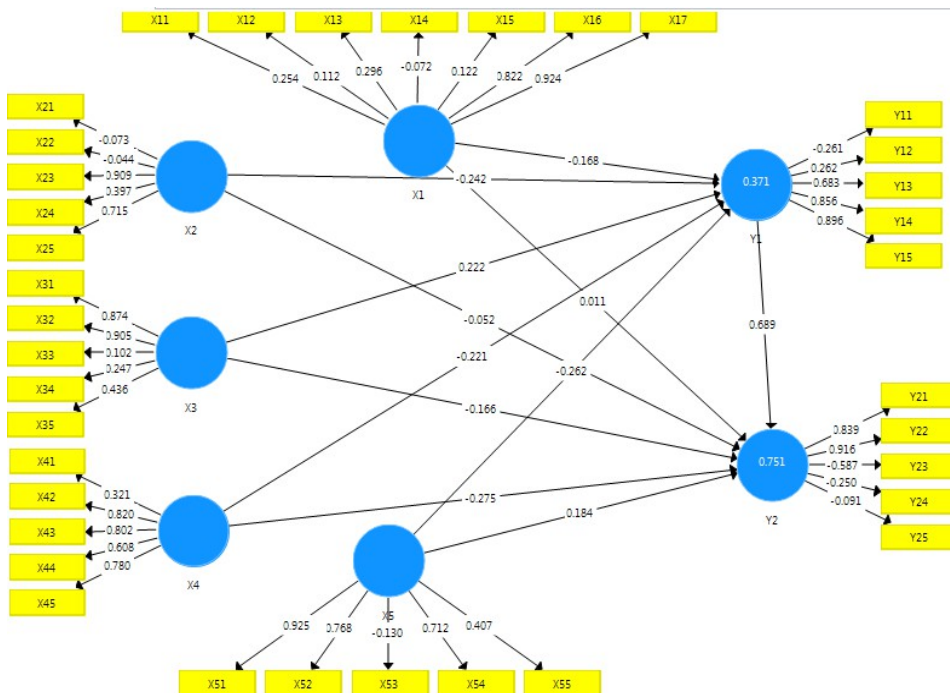 X11
X12
X13
X14
X15
X16
X17
0.254
0.112
0.296
-0.072
0.122
0.822
0.924
X1
X21
X22
X23
X24
X25
-0.073
-0.044
0.909
0.397
0.715
X2
X31
X32
X33
X34
X35
0.874
0.905
0.102
0.247
0.436
X3
X41
X42
X43
X44
X45
0.321
0.820
0.802
0.608
0.780
X4
X51
X52
X53
X54
X55
0.925
0.768
-0.130
0.712
0.407
X5
-0.168
-0.242
0.222
0.011
-0.052
-0.221
-0.262
-0.166
-0.275
0.184
0.689
0.371
Y1
Y11
Y12
Y13
Y14
Y15
-0.261
0.262
0.683
0.856
0.896
0.751
Y2
Y21
Y22
Y23
Y24
Y25
0.839
0.916
-0.587
-0.250
-0.091